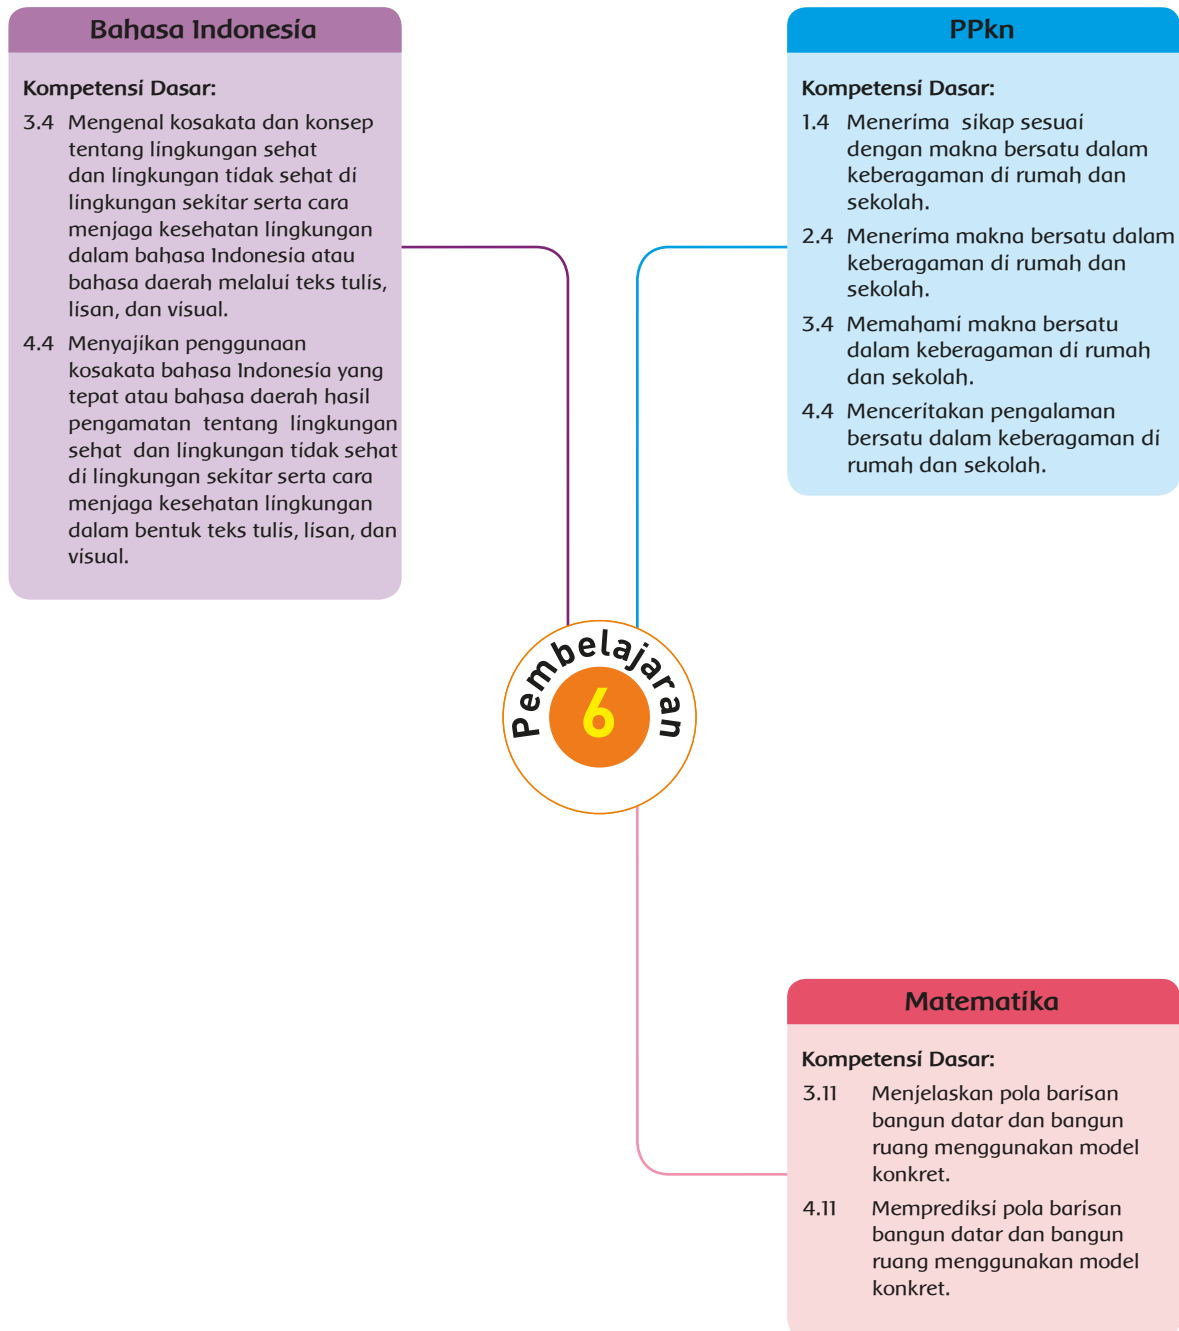 Bahasa Indonesia
Kompetensi Dasar:
3.4 Mengenal kosakata dan konsep
tentang lingkungan sehat
dan lingkungan tidak sehat di
lingkungan sekitar serta cara
menjaga kesehatan lingkungan
dalam bahasa Indonesia atau
bahasa daerah melalui teks tulis,
lisan, dan visual.
4.4 Menyajikan penggunaan
kosakata bahasa Indonesia yang
tepat atau bahasa daerah hasil
pengamatan tentang lingkungan
sehat dan lingkungan tidak sehat
di lingkungan sekitar serta cara
menjaga kesehatan lingkungan
dalam bentuk teks tulis, lisan, dan
visual.
PPkn
Kompetensi Dasar:
1.4 Menerima sikap sesuai
dengan makna bersatu dalam
keberagaman di rumah dan
sekolah.
2.4 Menerima makna bersatu dalam
keberagaman di rumah dan
sekolah.
3.4 Memahami makna bersatu
dalam keberagaman di rumah
dan sekolah.
4.4 Menceritakan pengalaman
bersatu dalam keberagaman di
rumah dan sekolah.
Pembelajaran
6
Matematika
Kompetensi Dasar:
3.11 Menjelaskan pola barisan
bangun datar dan bangun
ruang menggunakan model
konkret.
4.11 Memprediksi pola barisan
bangun datar dan bangun
ruang menggunakan model
konkret.